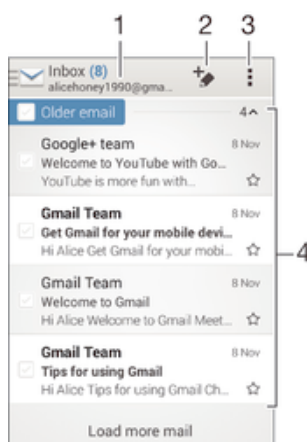 1 2 3
Inbox (8)
alicehoney1990@gma...
Older email 4
Google+ team 8 Nov
Welcome to YouTube with Go...
YouTube is more fun with...
Gmail Team 8 Nov
Get Gmail for your mobile devi...
Hi Alice Get Gmail for your mobi...
4
Gmail Team 8 Nov
Welcome to Gmail
Hi Alice Welcome to Gmail Meet...
Gmail Team 8 Nov
Tips for using Gmail
Hi Alice Tips for using Gmail Ch...
Load more mail